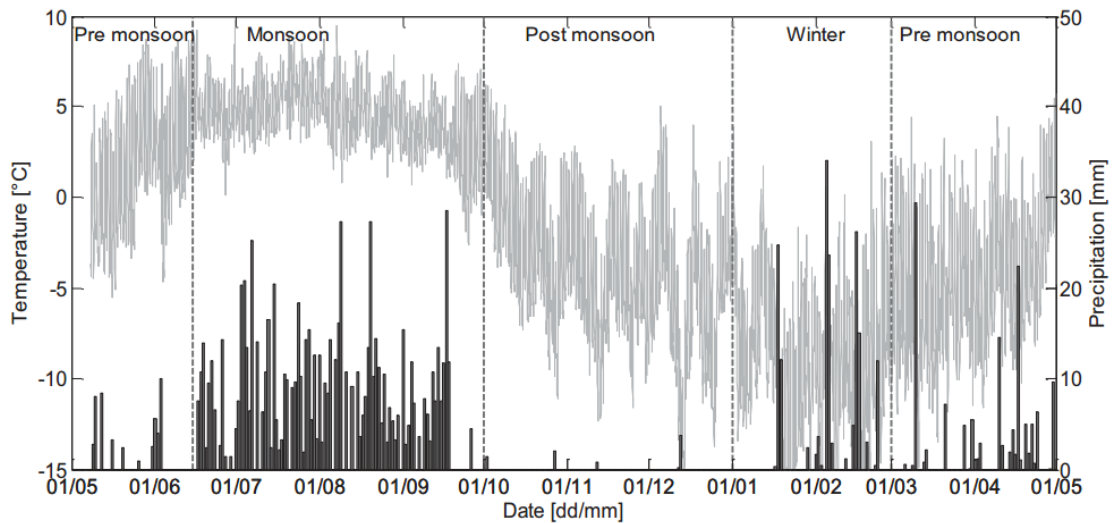 10
5
0
-5
-10
-15
Temperature [°C]
Pre monsoon
Monsoon
Post monsoon
Winter
Pre monsoon
50
40
30
20
10
0
Precipitation [mm]
01/05 01/06 01/07 01/08 01/09 01/10 01/11 01/12 01/01 01/02 01/03 01/04 01/05
Date [dd/mm]